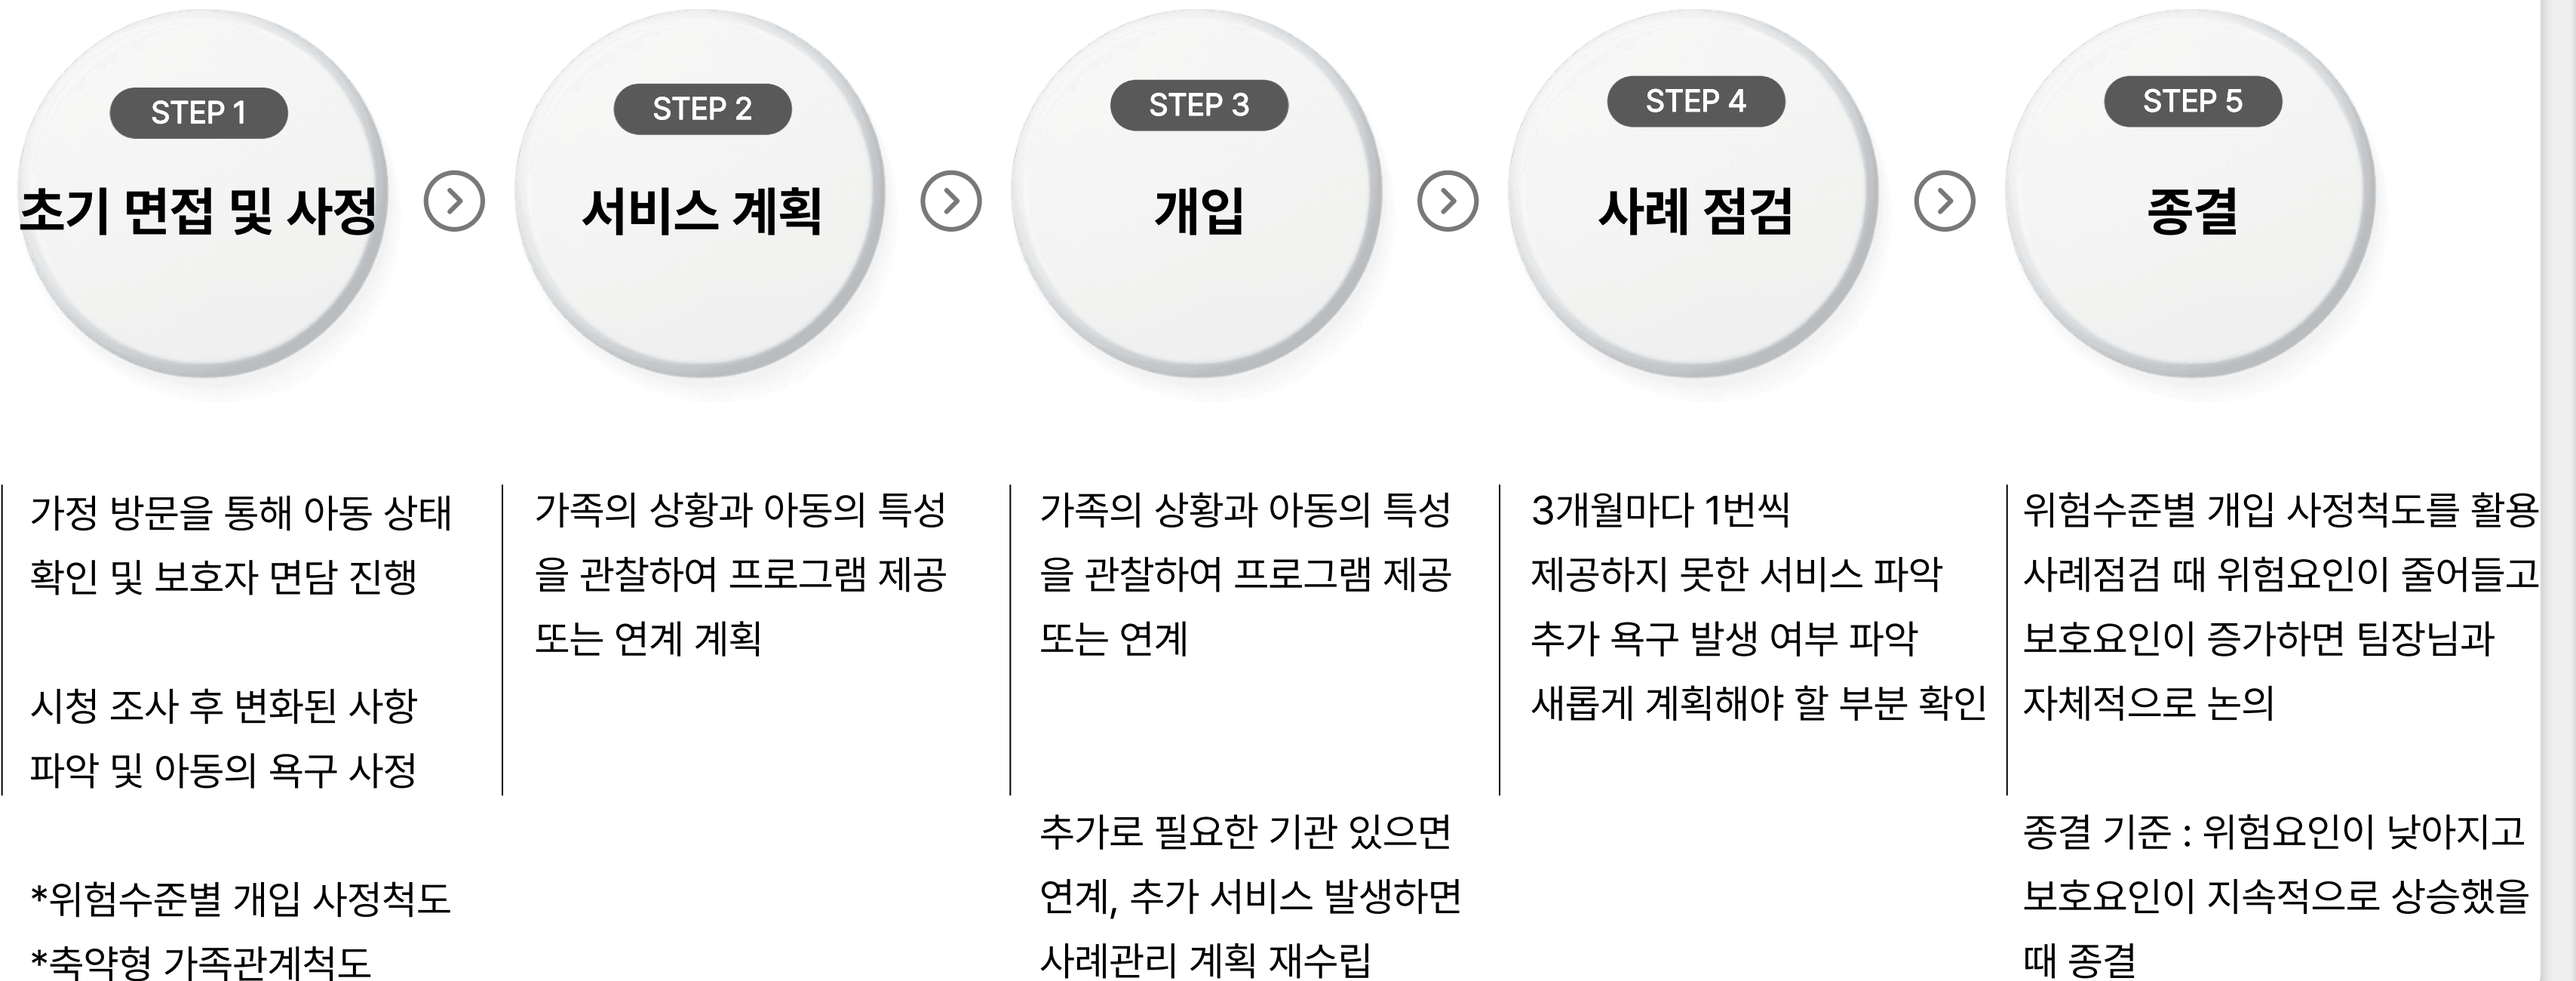 STEP 1
초기 면접 및 사정
STEP 2
서비스 계획
STEP 3
개입
STEP 4
사례 점검
STEP 5
종결
가정 방문을 통해 아동 상태
확인 및 보호자 면담 진행
시청 조사 후 변화된 사항
파악 및 아동의 욕구 사정
*위험수준별 개입 사정척도
*축약형 가족관계척도
가족의 상황과 아동의 특성
을 관찰하여 프로그램 제공
또는 연계 계획
가족의 상황과 아동의 특성
을 관찰하여 프로그램 제공
또는 연계
추가로 필요한 기관 있으면
연계, 추가 서비스 발생하면
사례관리 계획 재수립
3개월마다 1번씩
제공하지 못한 서비스 파악
추가 욕구 발생 여부 파악
새롭게 계획해야 할 부분 확인
위험수준별 개입 사정척도를 활용
사례점검 때 위험요인이 줄어들고
보호요인이 증가하면 팀장님과
자체적으로 논의
종결 기준 : 위험요인이 낮아지고
보호요인이 지속적으로 상승했을
때 종결